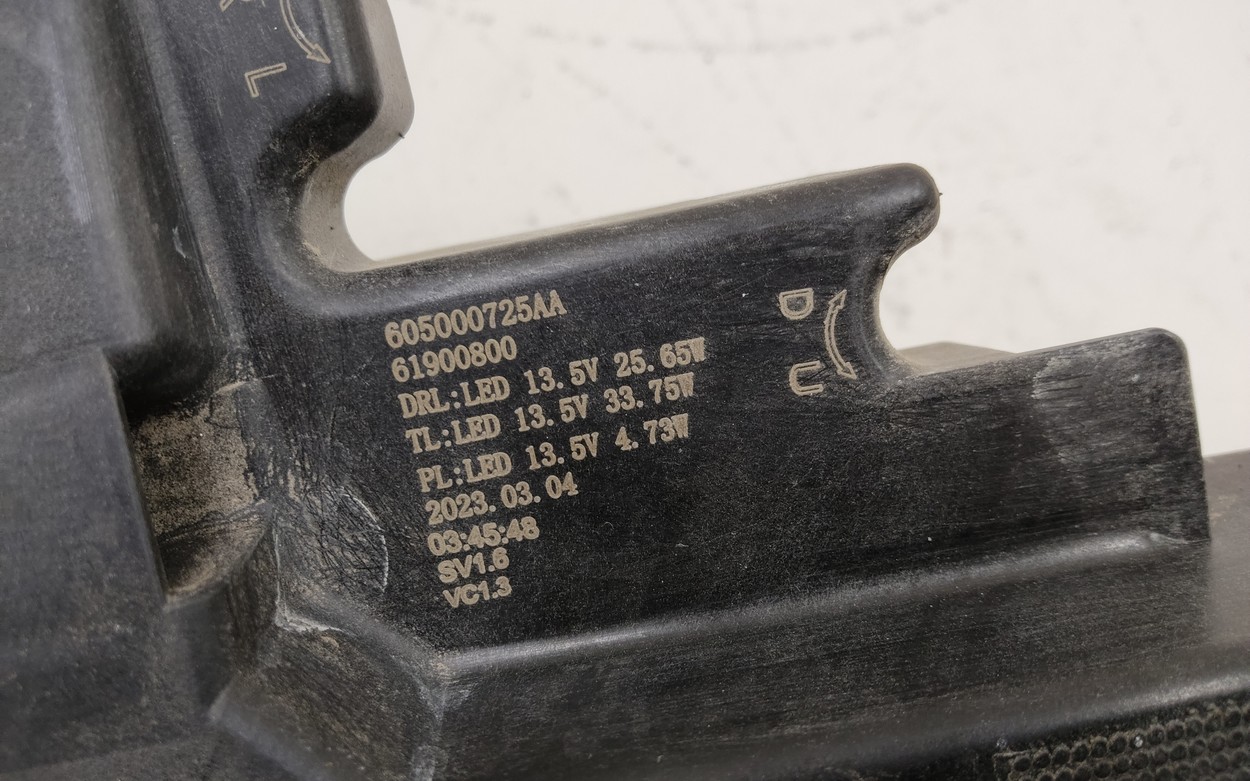 L
605000725AA
61900800
DRL:LED 13.5V 25.65W
TL:LED 13.5V 33.75W
PL:LED 13.5V 4.73W
2023.03.04
03:45:48
SV1.6
VC1.3
D
U